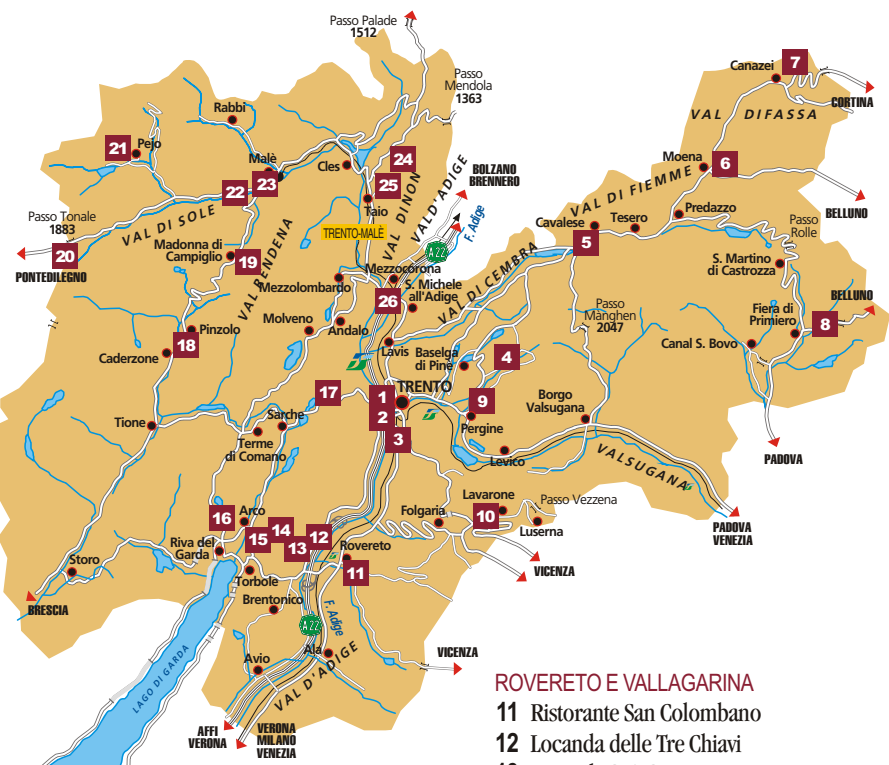 Passo Palade
1512
Passo
Mendola
1363
Canazei
7
CORTINA
VAL DI FASSA
Rabbi
21
Pejo
Malè
Cles
24
22
23
25
Taio
VAL DI NON
VAL D'ADIGE
BOLZANO
BRENNERO
F. Adige
A22
Moena
6
VAL DI FIEMME
BELLUNO
Predazzo
Cavalese
Tesero
5
Passo
Rolle
Passo Tonale
1883
VAL DI SOLE
20
PONTEDILEGNO
TRENTO-MALÈ
Madonna di
Campiglio
19
VAL RENDENA
Mezzocorona
Mezzolombardo
S. Michele
all'Adige
26
VAL DI CEMBRA
S. Martino
di Castrozza
Passo
Manghen
2047
BELLUNO
Fiera di
Primiero
8
Canal S. Bovo
Molveno
Andalo
Pinzolo
18
Caderzone
Lavis
Baselga
di Pinè
4
17
1
TRENTO
2
3
9
Pergine
Borgo
Valsugana
Tione
Sarche
Terme
di Comano
Levico
VALSUGANA
PADOVA
PADOVA
VENEZIA
16
Arco
14
15
13
12
Folgaria
Lavarone
10
Passo Vezzena
Luserna
VICENZA
Riva del
Garda
Rovereto
11
Storo
Torbole
BRESCIA
Brentonico
F. Adige
A22
LAGO DI GARDA
Avio
Ala
VAL D'ADIGE
VICENZA
AFFI
VERONA
VERONA
MILANO
VENEZIA
ROVERETO E VALLAGARINA
11 Ristorante San Colombano
12 Locanda delle Tre Chiavi